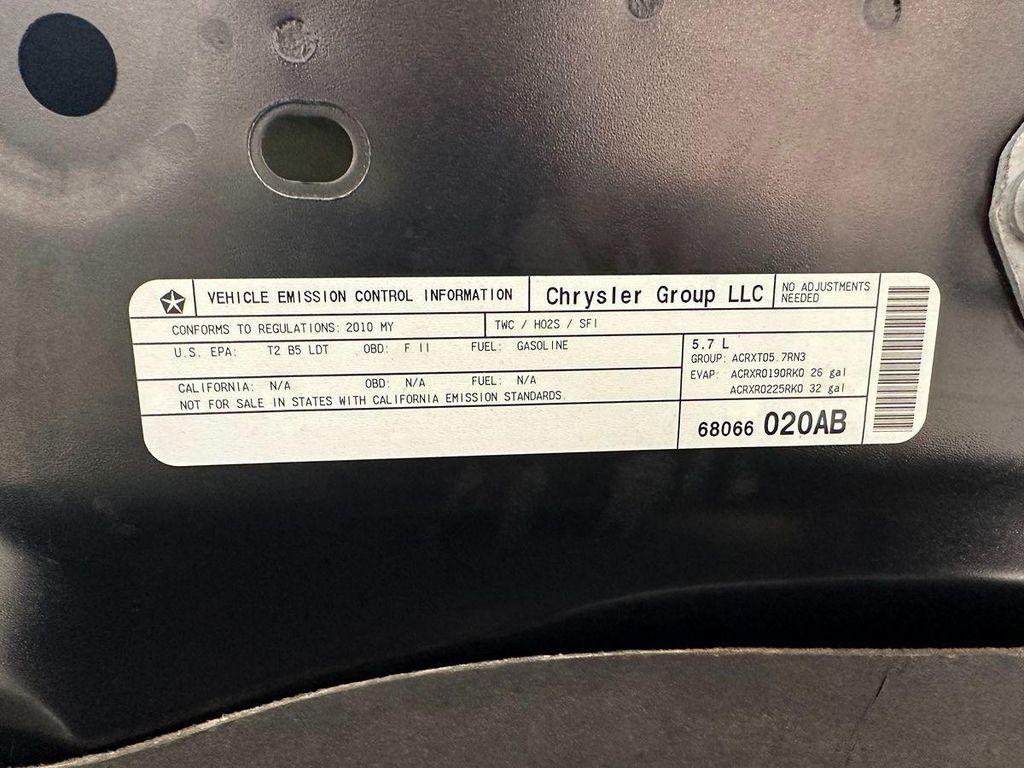 VEHICLE EMISSION CONTROL INFORMATION
Chrysler Group LLC
NO ADJUSTMENTS
NEEDED
CONFORMS TO REGULATIONS: 2010 MY
TWC / HO2S / SFI
U.S. EPA: T2 B5 LDT OBD: F II FUEL: GASOLINE
CALIFORNIA: N/A OBD: N/A FUEL: N/A
NOT FOR SALE IN STATES WITH CALIFORNIA EMISSION STANDARDS.
5.7 L
GROUP: ACRXT05.7RN3
EVAP: ACRXR0190RK0 26 gal
ACRXR0225RK0 32 gal
68066 020AB